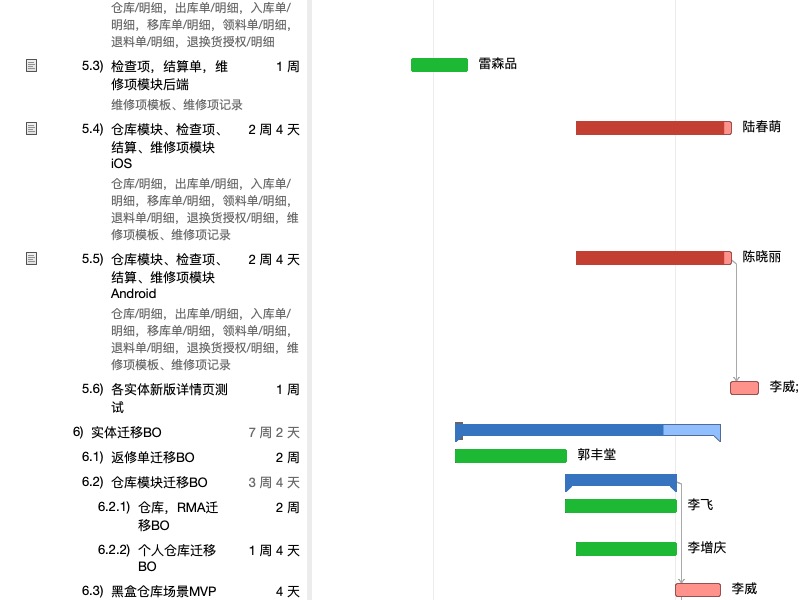 仓库/明细，出库单/明细，入库单/
明细，移库单/明细，领料单/明细，
退料单/明细，退换货授权/明细
5.3) 检查项，结算单，维 1 周 雷森品
修项模块后端
维修项模板、维修项记录
5.4) 仓库模块、检查项、 2 周 4 天 陆春萌
结算、维修项模块
iOS
仓库/明细，出库单/明细，入库单/
明细，移库单/明细，领料单/明细，
退料单/明细，退换货授权/明细，维
修项模板、维修项记录
5.5) 仓库模块、检查项、 2 周 4 天 陈晓丽
结算、维修项模块
Android
仓库/明细，出库单/明细，入库单/
明细，移库单/明细，领料单/明细，
退料单/明细，退换货授权/明细，维
修项模板、维修项记录
5.6) 各实体新版详情页测 1 周 李威;
试
6) 实体迁移BO 7 周 2 天
6.1) 返修单迁移BO 2 周 郭丰堂
6.2) 仓库模块迁移BO 3 周 4 天
6.2.1) 仓库，RMA迁 2 周 李飞
移BO
6.2.2) 个人仓库迁移 1 周 4 天 李增庆
BO
6.3) 黑盒仓库场景MVP 4 天 李威